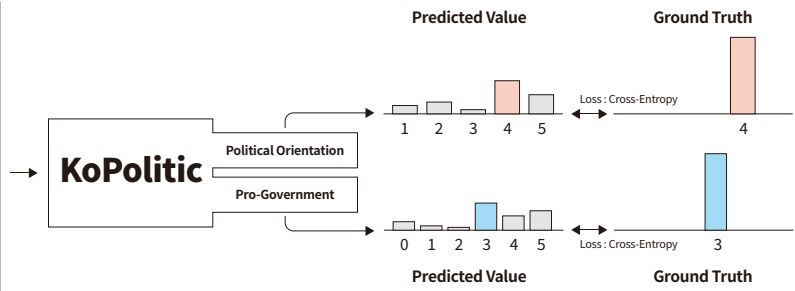 Predicted Value
Ground Truth
Loss : Cross-Entropy
1 2 3 4 5
4
KoPolitic
Political Orientation
Pro-Government
0 1 2 3 4 5
Loss : Cross-Entropy
3
Predicted Value
Ground Truth